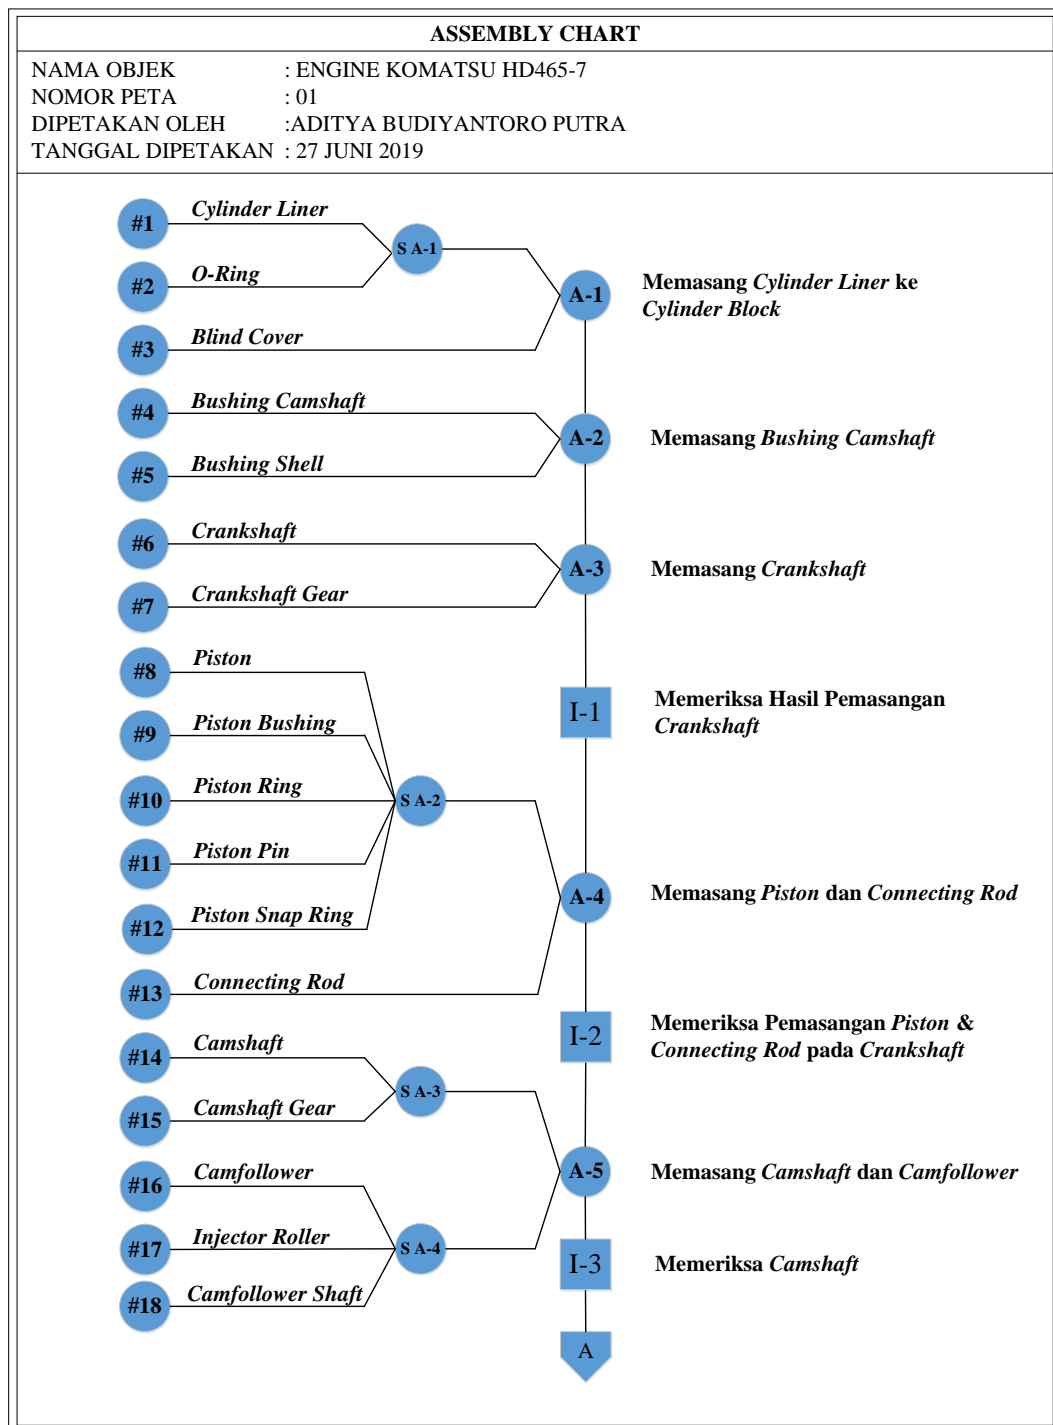 ASSEMBLY CHART
NAMA OBJEK : ENGINE KOMATSU HD465-7
NOMOR PETA : 01
DIPETAKAN OLEH :ADITYA BUDIYANTORO PUTRA
TANGGAL DIPETAKAN : 27 JUNI 2019
#1 Cylinder Liner
S A-1
#2 O-Ring
A-1 Memasang Cylinder Liner ke
Cylinder Block
#3 Blind Cover
#4 Bushing Camshaft
A-2 Memasang Bushing Camshaft
#5 Bushing Shell
#6 Crankshaft
A-3 Memasang Crankshaft
#7 Crankshaft Gear
#8 Piston
I-1 Memeriksa Hasil Pemasangan
Crankshaft
#9 Piston Bushing
#10 Piston Ring
S A-2
#11 Piston Pin
A-4 Memasang Piston dan Connecting Rod
#12 Piston Snap Ring
#13 Connecting Rod
I-2 Memeriksa Pemasangan Piston &
Connecting Rod pada Crankshaft
#14 Camshaft
S A-3
#15 Camshaft Gear
A-5 Memasang Camshaft dan Camfollower
#16 Camfollower
#17 Injector Roller
S A-4
I-3 Memeriksa Camshaft
#18 Camfollower Shaft
A